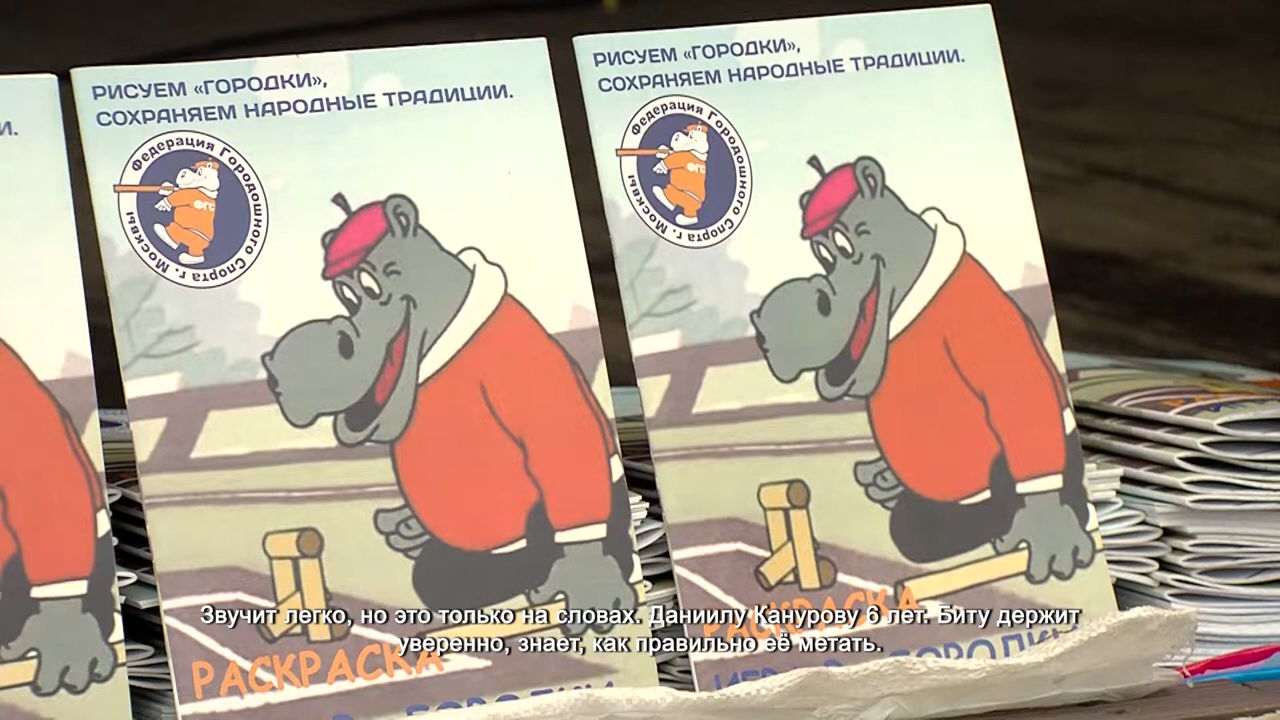 И.
РИСУЕМ «ГОРОДКИ»,
СОХРАНЯЕМ НАРОДНЫЕ ТРАДИЦИИ.
Федерация Городошного Спорта г. Москвы
ФГС
РАСКРАСКА
РИСУЕМ «ГОРОДКИ»,
СОХРАНЯЕМ НАРОДНЫЕ ТРАДИЦИИ.
Федерация Городошного Спорта г. Москвы
ФГС
РАСКРАСКА
Звучит легко, но это только на словах. Даниилу Канурову 6 лет. Биту держит
уверенно, знает, как правильно её метать.